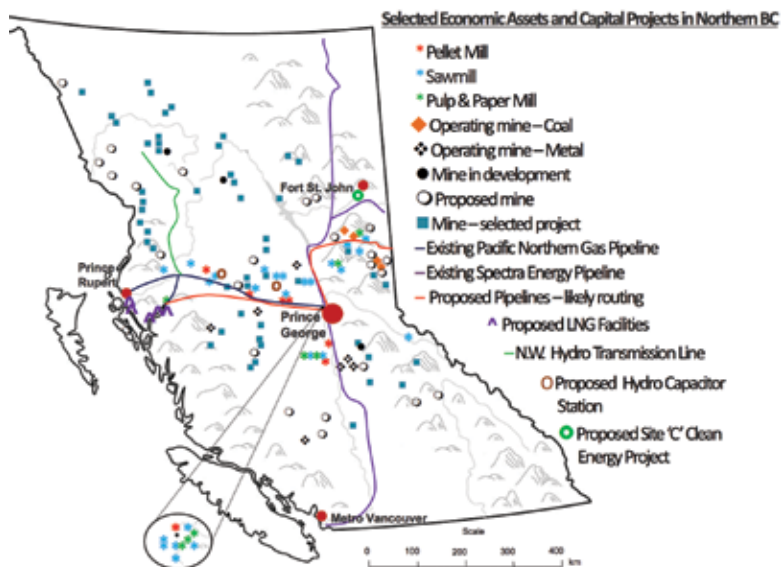 Selected Economic Assets and Capital Projects in Northern BC
Pellet Mill
Sawmill
Pulp & Paper Mill
Operating mine – Coal
Operating mine – Metal
Mine in development
Proposed mine
Mine – selected project
Existing Pacific Northern Gas Pipeline
Existing Spectra Energy Pipeline
Proposed Pipelines – likely routing
Proposed LNG Facilities
N.W. Hydro Transmission Line
Proposed Hydro Capacitor
Station
Proposed Site 'C' Clean
Energy Project
Fort St. John
Prince
Rupert
Prince
George
Metro Vancouver
Scale
0 100 200 300 400
km